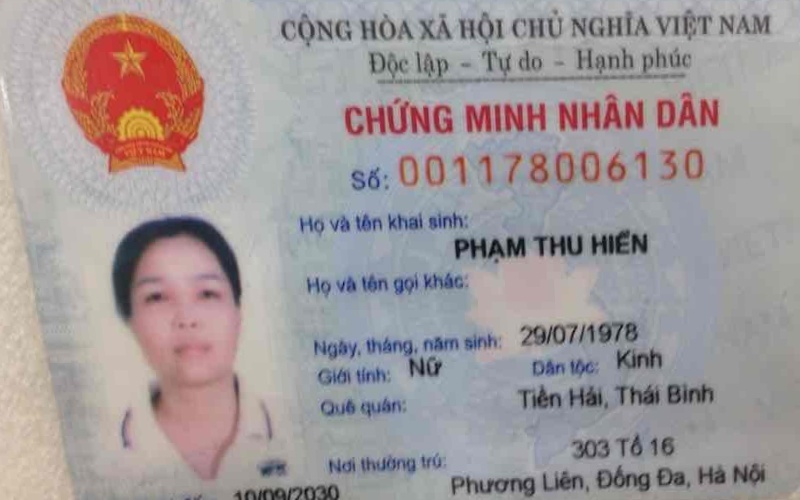 CỘNG HÒA XÃ HỘI CHỦ NGHĨA VIỆT NAM
Độc lập - Tự do - Hạnh phúc
CHỨNG MINH NHÂN DÂN
Số: 001178006130
Họ và tên khai sinh:
PHẠM THU HIỀN
Họ và tên gọi khác:
Ngày, tháng, năm sinh: 29/07/1978
Giới tính: Nữ Dân tộc: Kinh
Quê quán: Tiền Hải, Thái Bình
Nơi thường trú: 303 Tổ 16
Phương Liên, Đống Đa, Hà Nội
10/09/2030